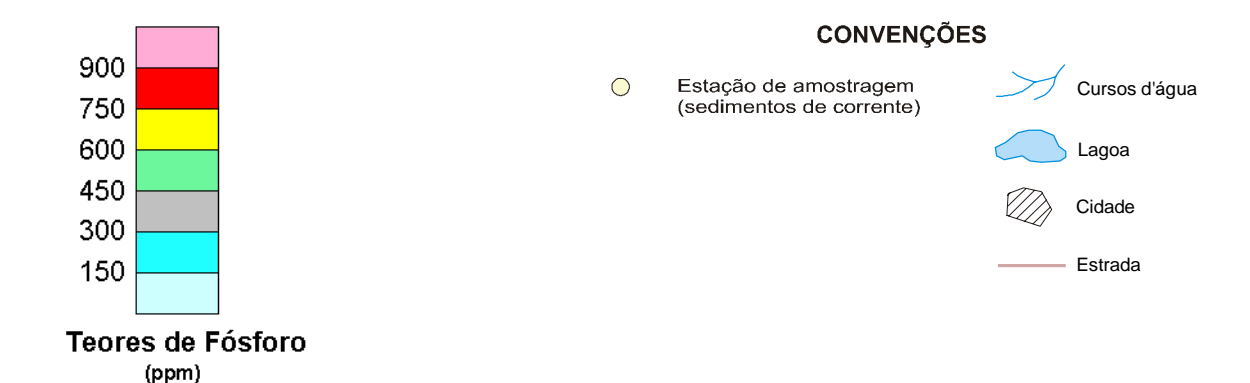 900
750
600
450
300
150
Teores de Fósforo
(ppm)
CONVENÇÕES
Estação de amostragem
(sedimentos de corrente)
Cursos d'água
Lagoa
Cidade
Estrada